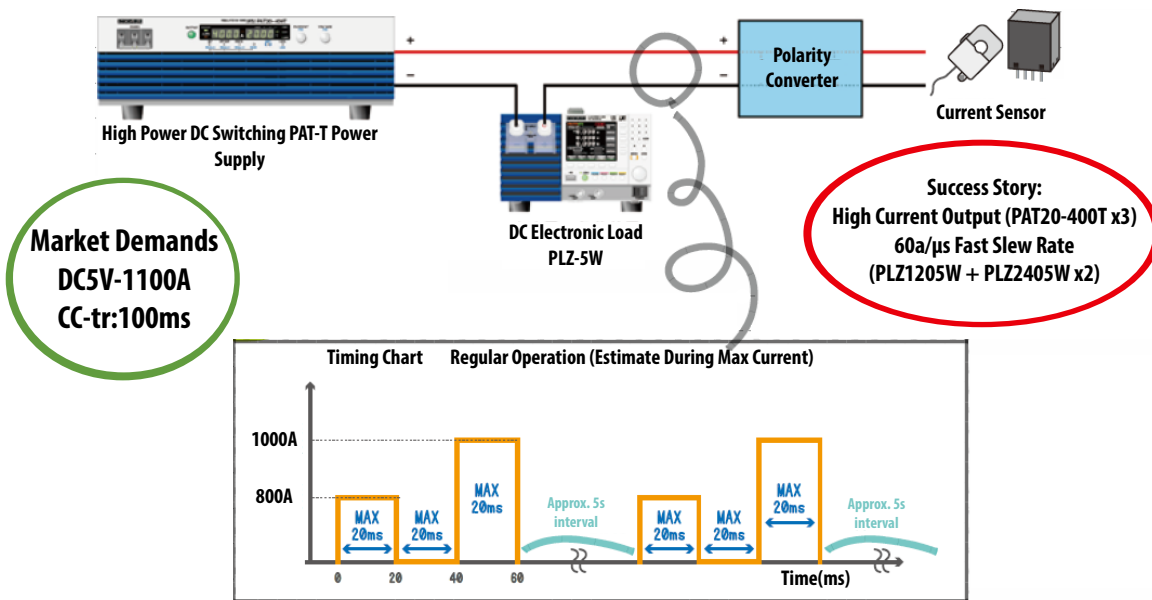 +
+
−
−
Polarity
Converter
Current Sensor
High Power DC Switching PAT-T Power
Supply
DC Electronic Load
PLZ-5W
Market Demands
DC5V-1100A
CC-tr:100ms
Success Story:
High Current Output (PAT20-400T x3)
60a/µs Fast Slew Rate
(PLZ1205W + PLZ2405W x2)
Timing Chart Regular Operation (Estimate During Max Current)
1000A
800A
MAX
20ms
MAX
20ms
MAX
20ms
Approx. 5s
interval
MAX
20ms
MAX
20ms
MAX
20ms
Approx. 5s
interval
0 20 40 60
Time(ms)